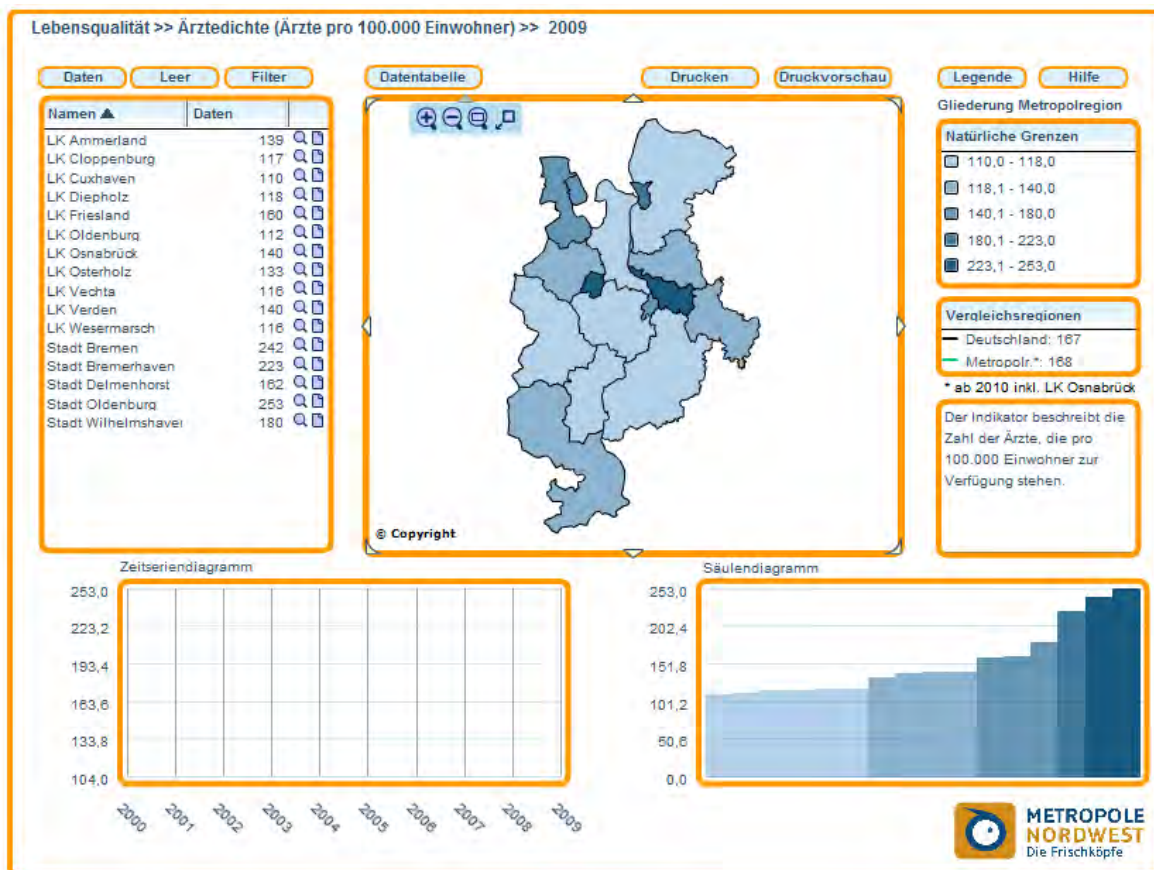 Lebensqualität >> Ärztedichte (Ärzte pro 100.000 Einwohner) >> 2009
Daten Leer Filter Datentabelle Drucken Druckvorschau Legende Hilfe
Namen ▲ Daten
LK Ammerland 139
LK Cloppenburg 117
LK Cuxhaven 110
LK Diepholz 118
LK Friesland 160
LK Oldenburg 112
LK Osnabrück 140
LK Osterholz 133
LK Vechta 116
LK Verden 140
LK Wesermarsch 116
Stadt Bremen 242
Stadt Bremerhaven 223
Stadt Delmenhorst 162
Stadt Oldenburg 253
Stadt Wilhelmshaver 180
© Copyright
Gliederung Metropolregion
Natürliche Grenzen
110,0 - 118,0
118,1 - 140,0
140,1 - 180,0
180,1 - 223,0
223,1 - 253,0
Vergleichsregionen
Deutschland: 167
Metropolr.*: 168
* ab 2010 inkl. LK Osnabrück
Der Indikator beschreibt die
Zahl der Ärzte, die pro
100.000 Einwohner zur
Verfügung stehen.
Zeitseriendiagramm
253,0
223,2
193,4
163,6
133,8
104,0
2000 2001 2002 2003 2004 2005 2006 2007 2008 2009
Säulendiagramm
253,0
202,4
151,8
101,2
50,6
0,0
METROPOLE
NORDWEST
Die Frischköpfe